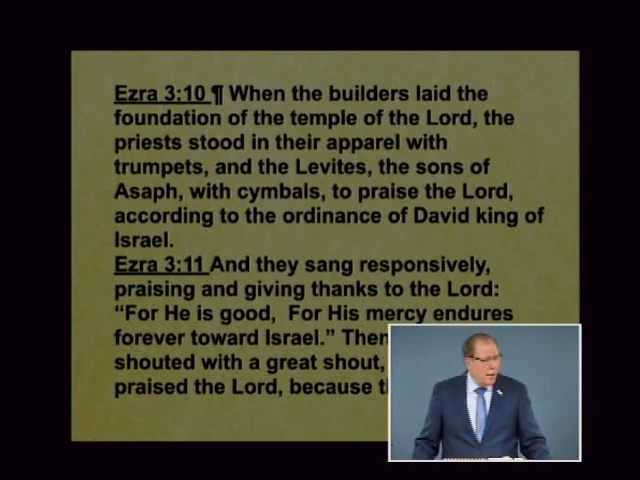 Ezra 3:10 ¶ When the builders laid the
foundation of the temple of the Lord, the
priests stood in their apparel with
trumpets, and the Levites, the sons of
Asaph, with cymbals, to praise the Lord,
according to the ordinance of David king of
Israel.
Ezra 3:11 And they sang responsively,
praising and giving thanks to the Lord:
“For He is good,  For His mercy endures
forever toward Israel.” Then
shouted with a great shout,
praised the Lord, because